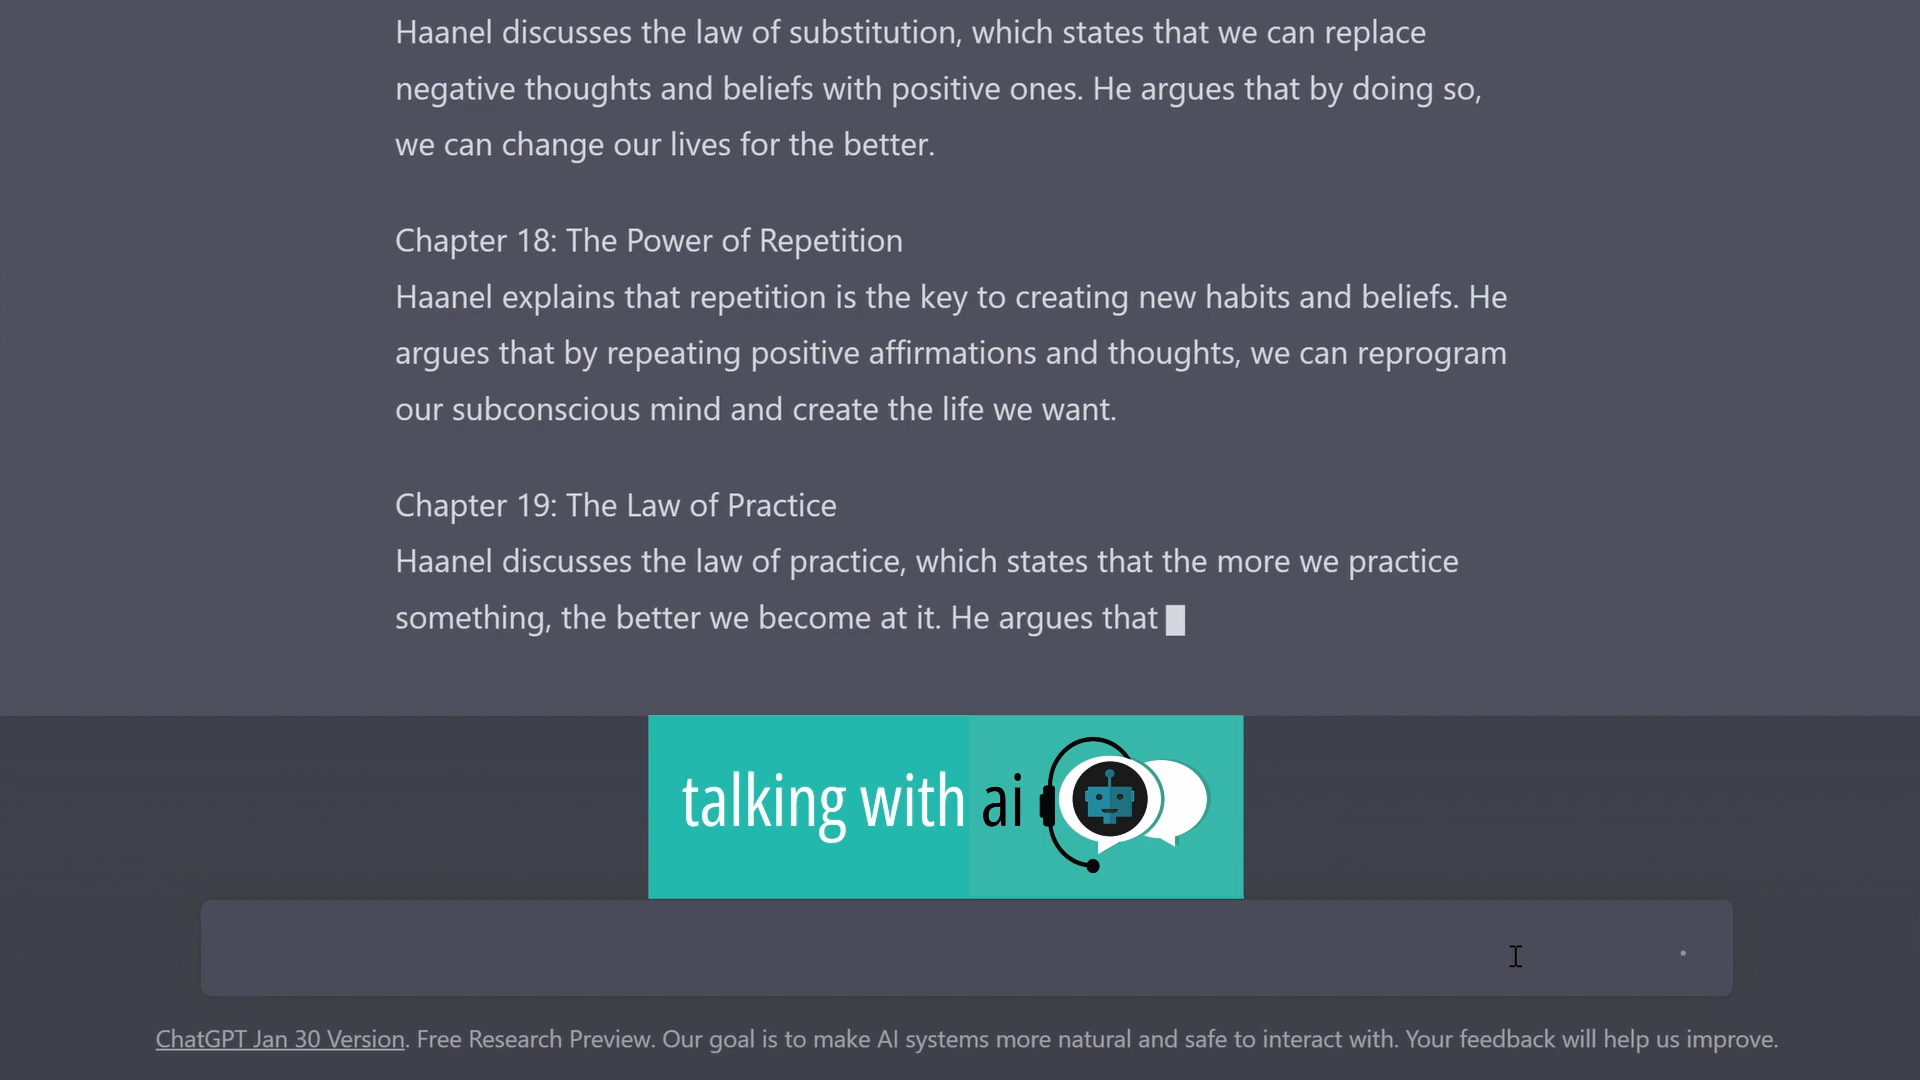 Haanel discusses the law of substitution, which states that we can replace
negative thoughts and beliefs with positive ones. He argues that by doing so,
we can change our lives for the better.
Chapter 18: The Power of Repetition
Haanel explains that repetition is the key to creating new habits and beliefs. He
argues that by repeating positive affirmations and thoughts, we can reprogram
our subconscious mind and create the life we want.
Chapter 19: The Law of Practice
Haanel discusses the law of practice, which states that the more we practice
something, the better we become at it. He argues that
talking with ai
ChatGPT Jan 30 Version. Free Research Preview. Our goal is to make AI systems more natural and safe to interact with. Your feedback will help us improve.